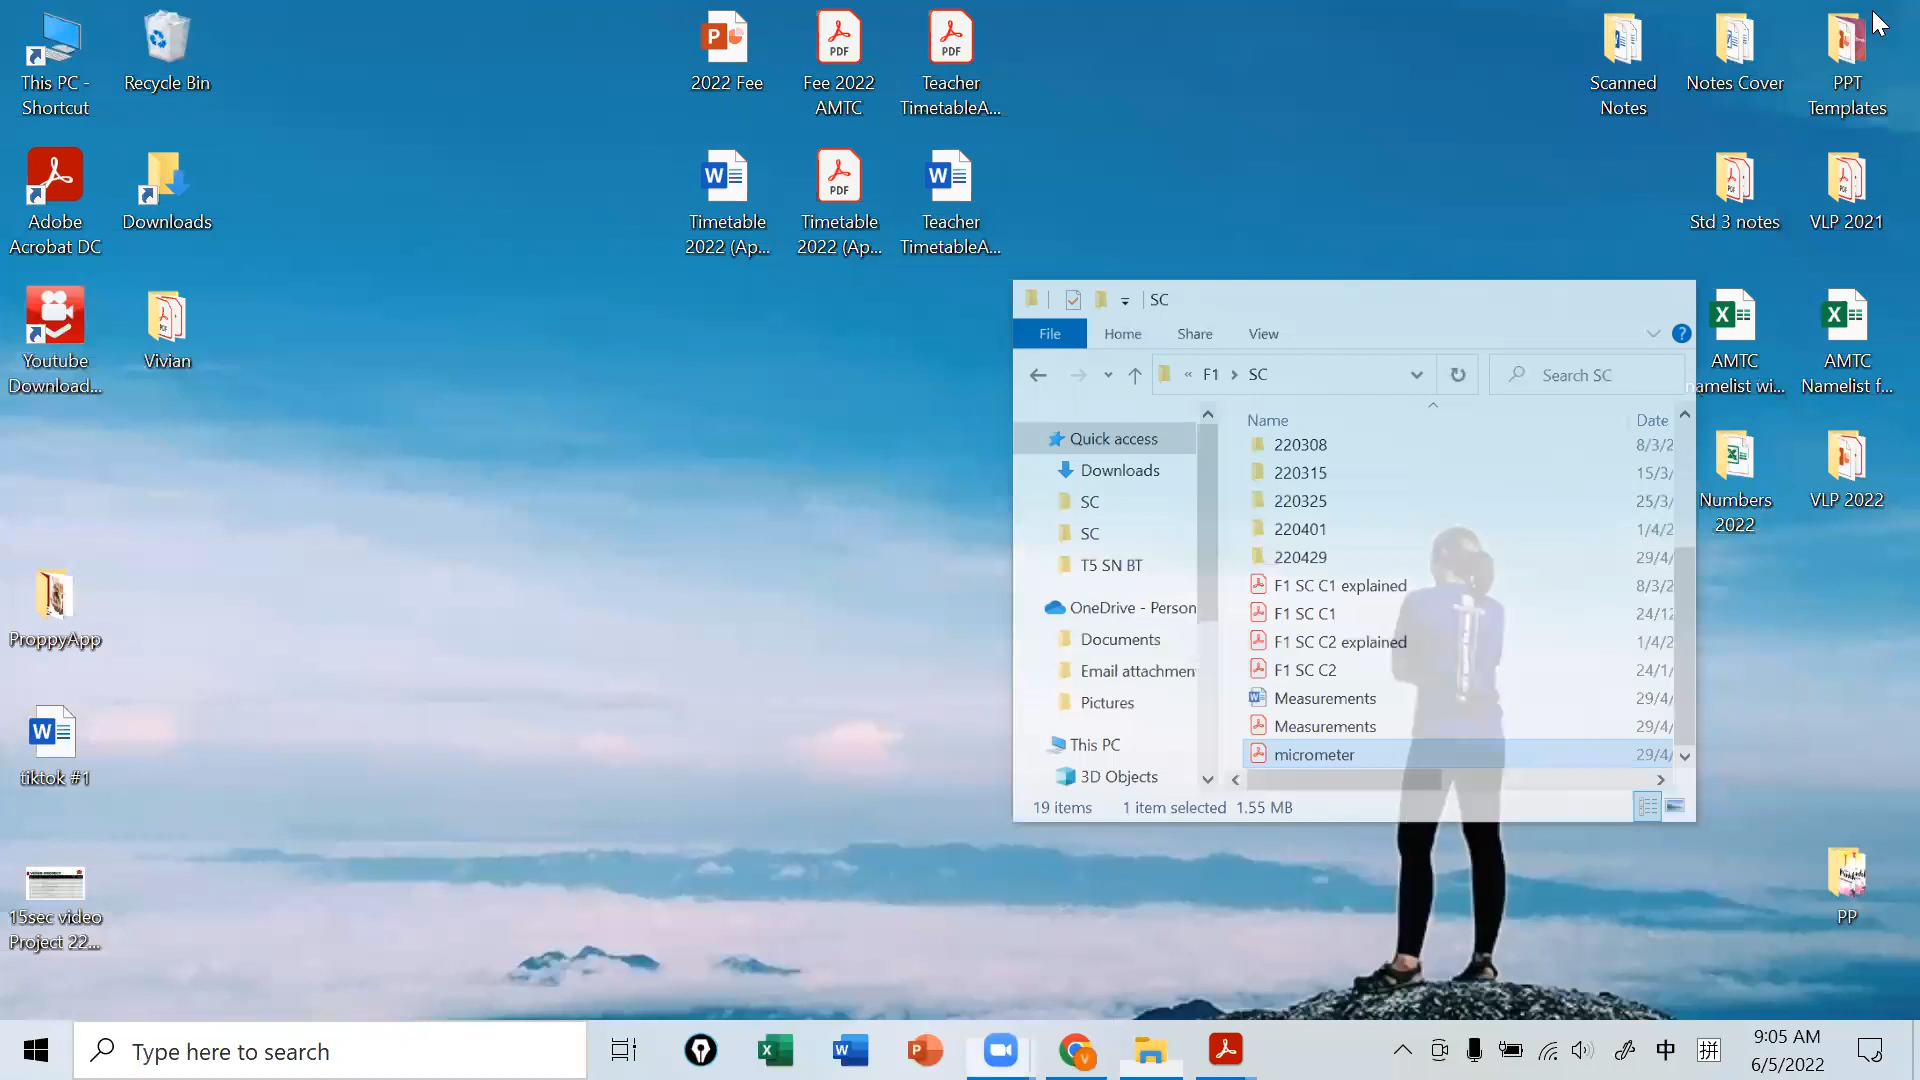 This PC -
Shortcut
Recycle Bin
Adobe
Acrobat DC
Downloads
Youtube
Download...
Vivian
ProppyApp
tiktok #1
15sec video
Project 22...
2022 Fee
Fee 2022
AMTC
Teacher
TimetableA...
Timetable
2022 (Ap...
Timetable
2022 (Ap...
Teacher
TimetableA...
Scanned
Notes
Notes Cover
PPT
Templates
Std 3 notes
VLP 2021
AMTC
namelist wi...
AMTC
Namelist f...
Numbers
2022
VLP 2022
PP
SC
File Home Share View
« F1 > SC
Search SC
Quick access
Downloads
SC
SC
T5 SN BT
OneDrive - Person
Documents
Email attachmen
Pictures
This PC
3D Objects
Name Date
220308 8/3/2
220315 15/3/
220325 25/3/
220401 1/4/2
220429 29/4/
F1 SC C1 explained 8/3/2
F1 SC C1 24/12
F1 SC C2 explained 1/4/2
F1 SC C2 24/1/
Measurements 29/4/
Measurements 29/4/
micrometer 29/4/
19 items 1 item selected 1.55 MB
Type here to search
中 拼
9:05 AM
6/5/2022